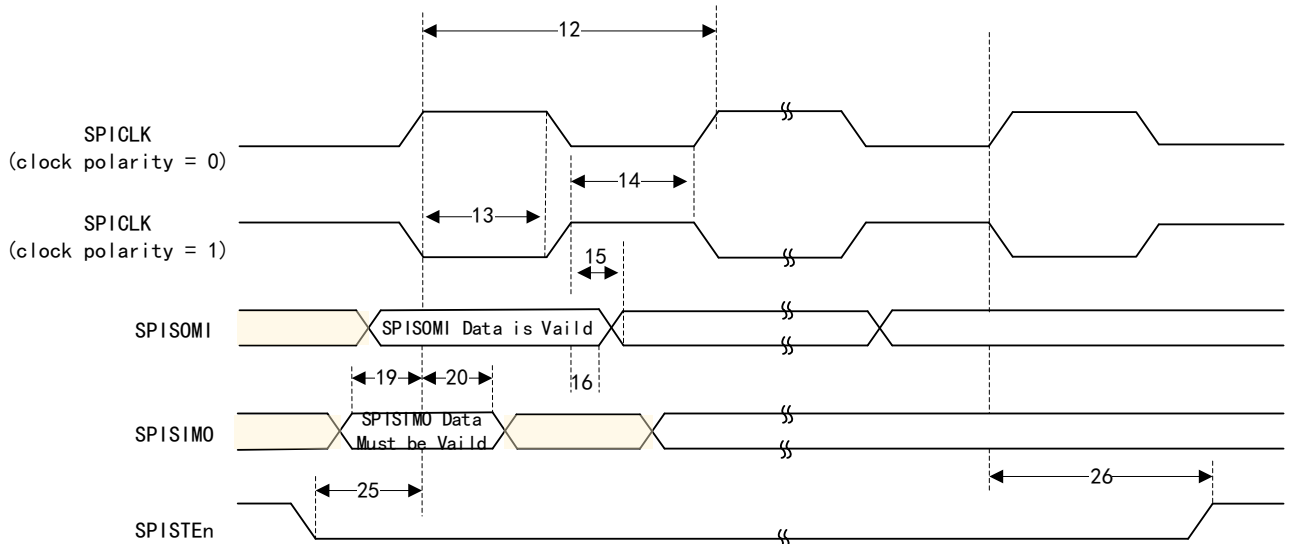 12
SPICLK
(clock polarity = 0)
14
13
SPICLK
(clock polarity = 1)
15
SPISOMI
SPISOMI Data is Vaild
19
20
16
SPISIMO
SPISIMO Data
Must be Vaild
25
26
SPISTEn